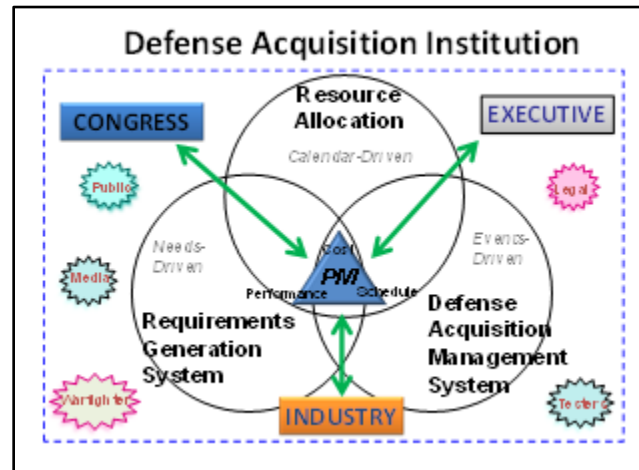 Defense Acquisition Institution
CONGRESS
Resource
Allocation
EXECUTIVE
Calendar-Driven
Public
Legal
Needs-
Driven
Events-
Driven
Media
Cost
PM
Performance
Schedule
Requirements
Generation
System
Defense
Acquisition
Management
System
Warfighter
INDUSTRY
Testers